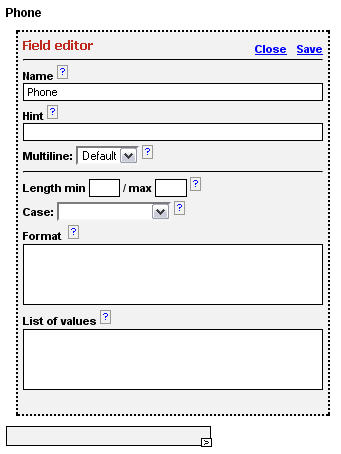 Phone
Field editor Close Save
Name ?
Phone
Hint ?
Multiline: Default ?
Length min / max ?
Case: ?
Format ?
List of values ?
>